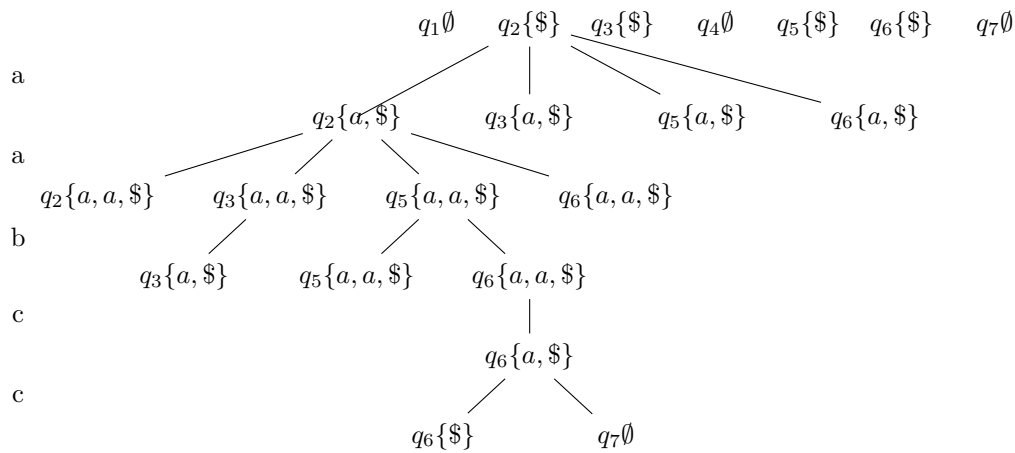 q₁∅ q₂{$} q₃{$} q₄∅ q₅{$} q₆{$} q₇∅
a
q₂{a, $} q₃{a, $} q₅{a, $} q₆{a, $}
a
q₂{a, a, $} q₃{a, a, $} q₅{a, a, $} q₆{a, a, $}
b
q₃{a, $} q₅{a, a, $} q₆{a, a, $}
c
q₆{a, $}
c
q₆{$} q₇∅